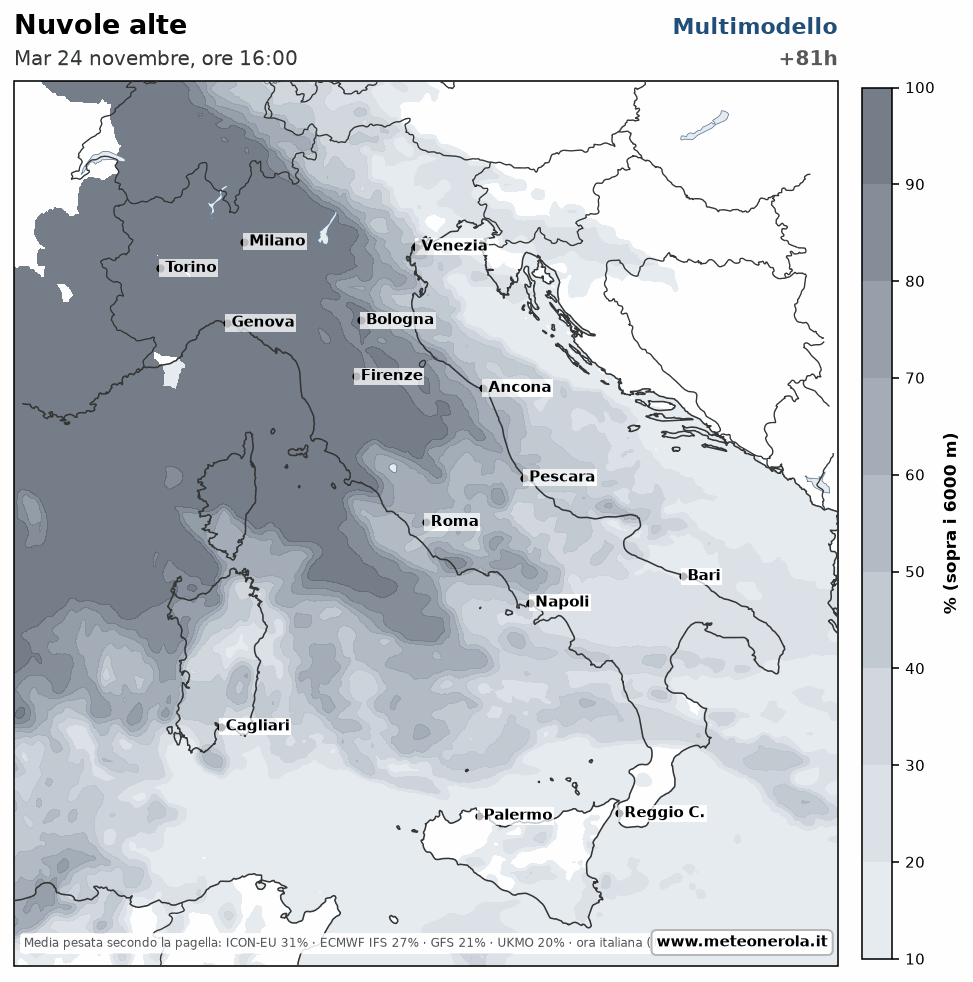 Nuvole alte
Multimodello
Mar 24 novembre, ore 16:00
+81h
100
90
80
70
60
50
40
30
20
10
% (sopra i 6000 m)
Milano
Venezia
Torino
Genova
Bologna
Firenze
Ancona
Pescara
Roma
Bari
Napoli
Cagliari
Palermo
Reggio C.
Media pesata secondo la pagella: ICON-EU 31% · ECMWF IFS 27% · GFS 21% · UKMO 20% · ora italiana (
www.meteonerola.it